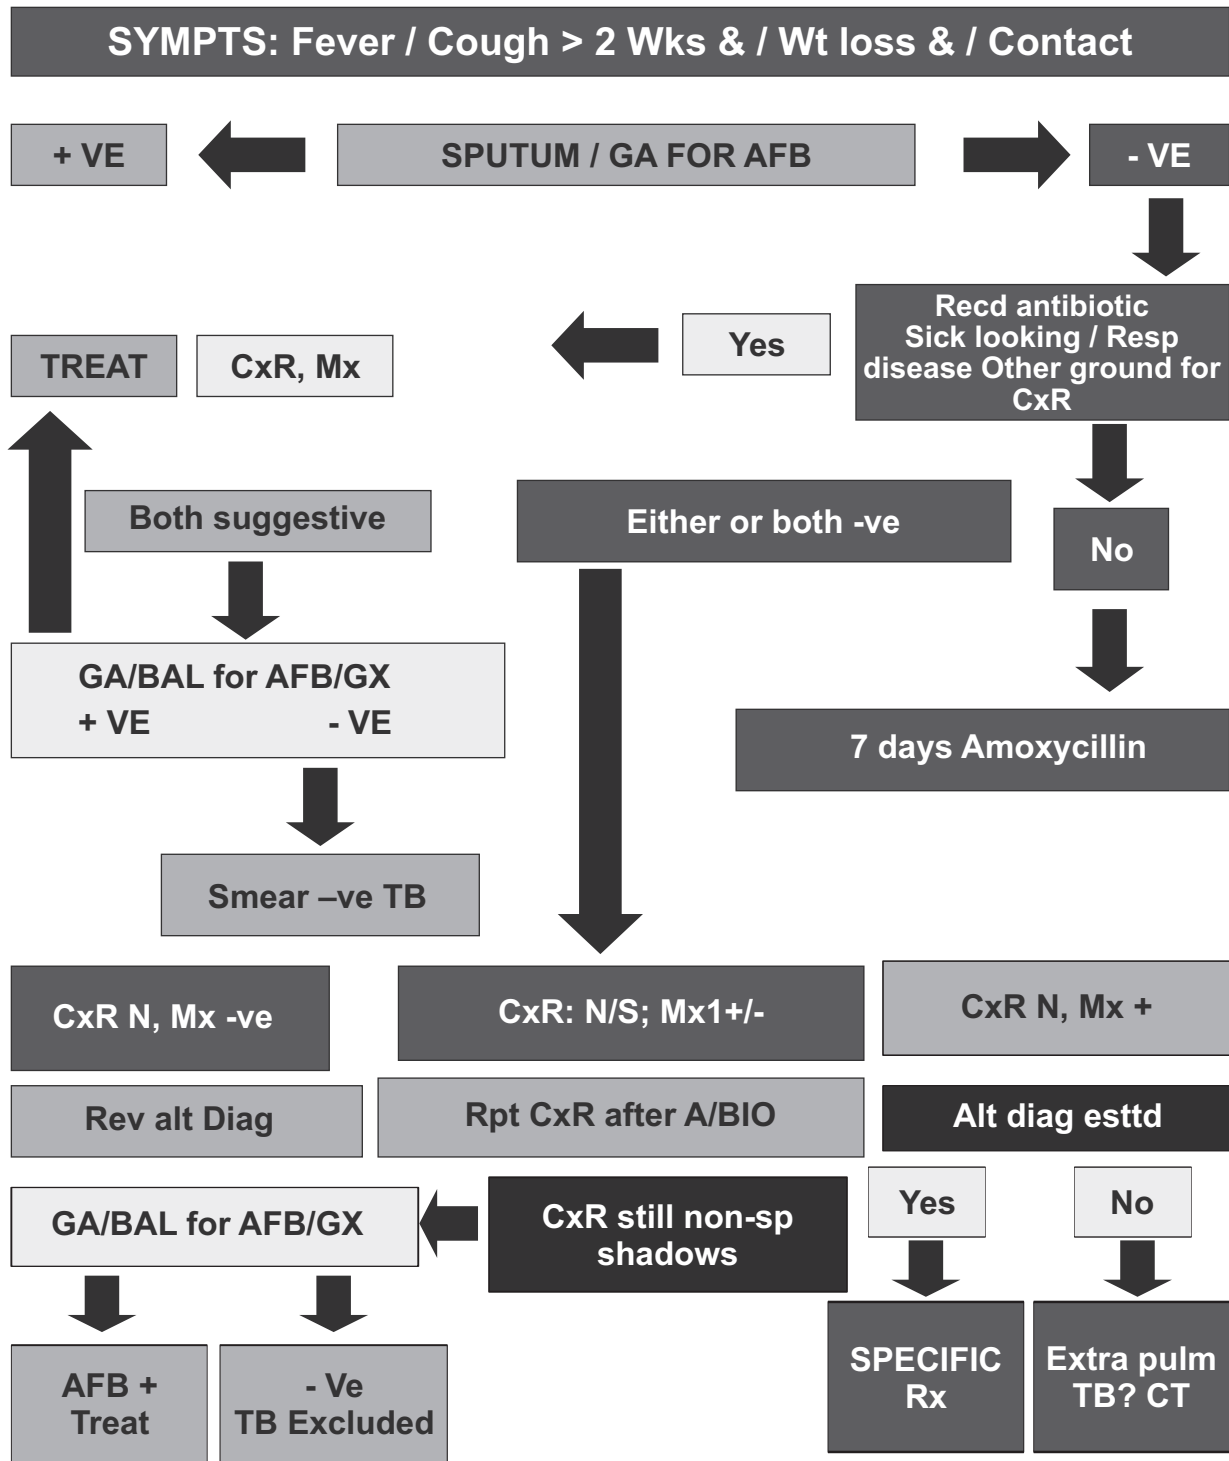 SYMPTS: Fever / Cough > 2 Wks & / Wt loss & / Contact
+ VE
SPUTUM / GA FOR AFB
- VE
Recd antibiotic
Sick looking / Resp
disease Other ground for
CxR
Yes
TREAT
CxR, Mx
Both suggestive
Either or both -ve
No
GA/BAL for AFB/GX
+ VE - VE
7 days Amoxycillin
Smear –ve TB
CxR N, Mx -ve
CxR: N/S; Mx1+/-
CxR N, Mx +
Rev alt Diag
Rpt CxR after A/BIO
Alt diag esttd
GA/BAL for AFB/GX
CxR still non-sp
shadows
Yes
No
AFB +
Treat
- Ve
TB Excluded
SPECIFIC
Rx
Extra pulm
TB? CT